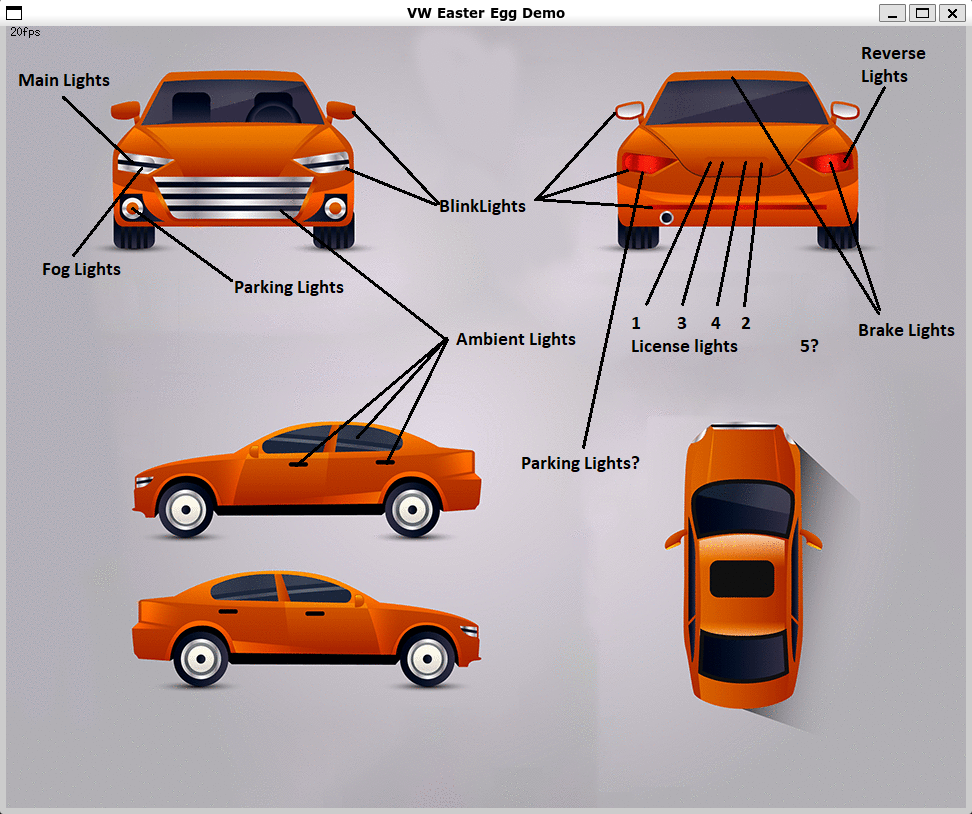 VW Easter Egg Demo
20fps
Main Lights
Reverse
Lights
BlinkLights
Fog Lights
Parking Lights
1 3 4 2
License lights 5?
Brake Lights
Ambient Lights
Parking Lights?